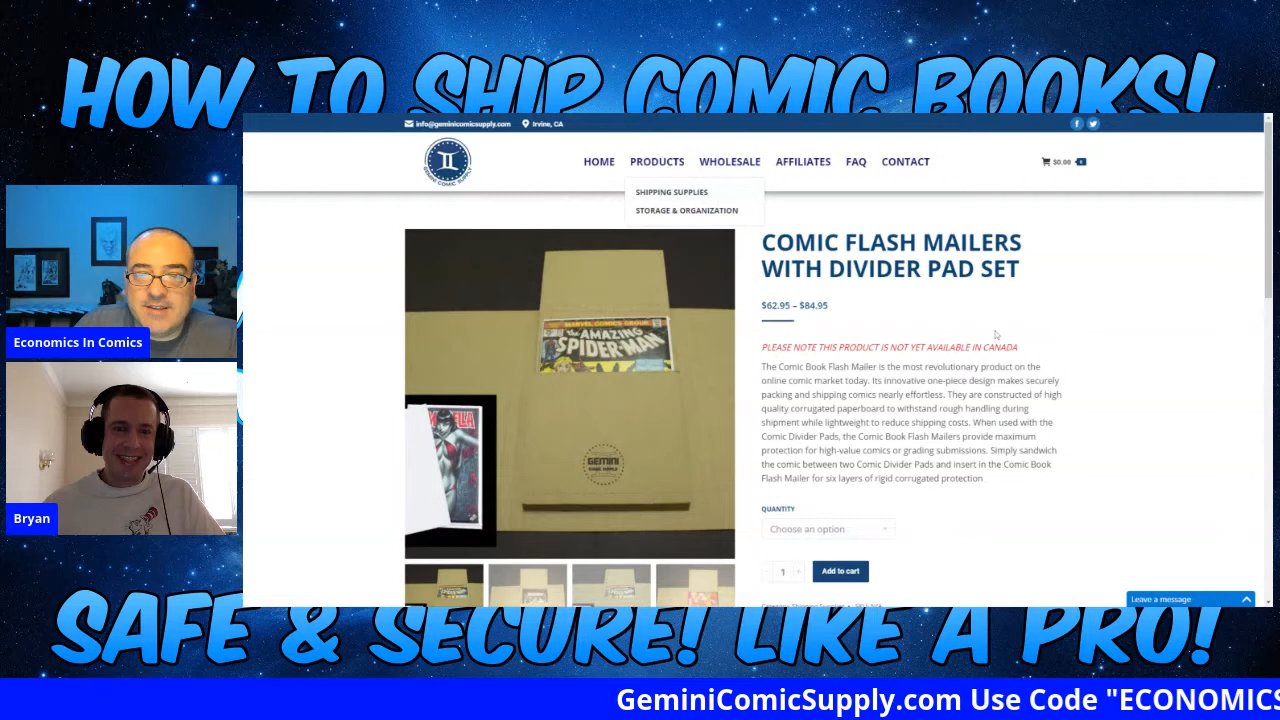 HOW TO SHIP COMIC BOOKS!
info@geminicomicsupply.com
Irvine, CA
GEMINI COMIC SUPPLY
HOME
PRODUCTS
WHOLESALE
AFFILIATES
FAQ
CONTACT
$0.00
SHIPPING SUPPLIES
STORAGE & ORGANIZATION
MARVEL COMICS GROUP
THE AMAZING
SPIDER-MAN
GEMINI
COMIC FLASH MAILERS
WITH DIVIDER PAD SET
$62.95 – $84.95
PLEASE NOTE THIS PRODUCT IS NOT YET AVAILABLE IN CANADA
The Comic Book Flash Mailer is the most revolutionary product on the
online comic market today. Its innovative one-piece design makes securely
packing and shipping comics nearly effortless. They are constructed of high
quality corrugated paperboard to withstand rough handling during
shipment while lightweight to reduce shipping costs. When used with the
Comic Divider Pads, the Comic Book Flash Mailers provide maximum
protection for high-value comics or grading submissions. Simply sandwich
the comic between two Comic Divider Pads and insert in the Comic Book
Flash Mailer for six layers of rigid corrugated protection
QUANTITY
Choose an option
- 1 +
Add to cart
Leave a message
Economics In Comics
Bryan
SAFE & SECURE! LIKE A PRO!
GeminiComicSupply.com Use Code "ECONOMICS